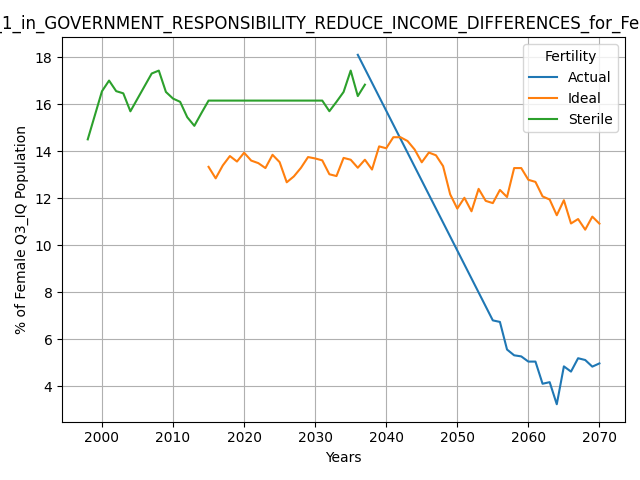 _1_in_GOVERNMENT_RESPONSIBILITY_REDUCE_INCOME_DIFFERENCES_for_Fe
Fertility
Actual
Ideal
Sterile
% of Female Q3_IQ Population
18
16
14
12
10
8
6
4
2000 2010 2020 2030 2040 2050 2060 2070
Years